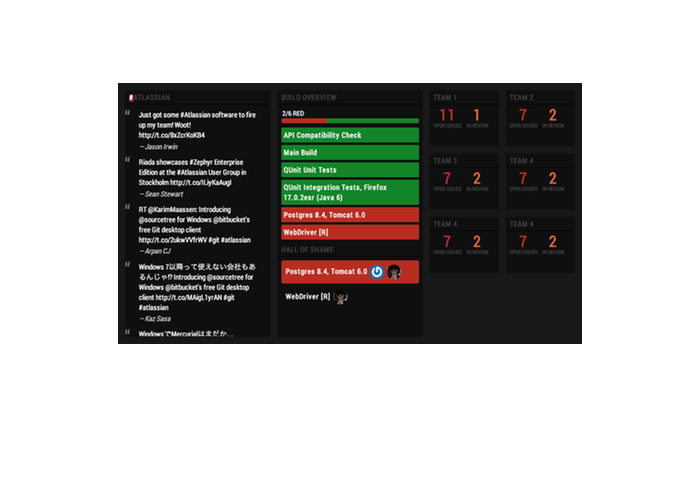 #ATLASSIAN
“ Just got some #Atlassian software to fire
up my team! Woot!
http://t.co/BxZcrKoKB4
—Jason Irwin
“ Riada showcases #Zephyr Enterprise
Edition at the #Atlassian User Group in
Stockholm http://t.co/ILiyKaAugI
—Sean Stewart
“ RT @KarimMaassen: Introducing
@sourcetree for Windows @bitbucket's
free Git desktop client
http://t.co/2ukwVVfrWV #git #atlassian
—Arpan CJ
“ Windows 7以降って使えない会社もあ
るんじゃ!? Introducing @sourcetree for
Windows @bitbucket's free Git desktop
client http://t.co/MAigL1yrAN #git
#atlassian
—Kaz Sasa
“ WindowsでMercurialはまだか...
BUILD OVERVIEW
2/6 RED
API Compatibility Check
Main Build
QUnit Unit Tests
QUnit Integration Tests, Firefox
17.0.2esr (Java 6)
Postgres 8.4, Tomcat 6.0
WebDriver [R]
HALL OF SHAME
Postgres 8.4, Tomcat 6.0
WebDriver [R]
TEAM 1
11 1
OPEN ISSUES IN REVIEW
TEAM 2
7 2
OPEN ISSUES IN REVIEW
TEAM 3
7 2
OPEN ISSUES IN REVIEW
TEAM 4
7 2
OPEN ISSUES IN REVIEW
TEAM 4
7 2
OPEN ISSUES IN REVIEW
TEAM 4
7 2
OPEN ISSUES IN REVIEW